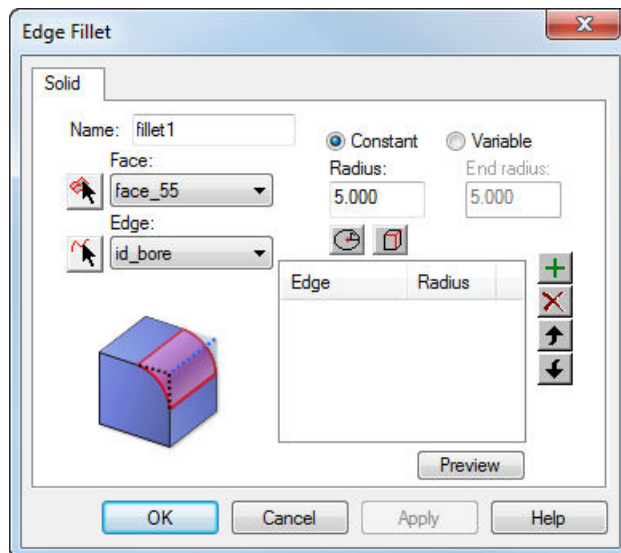 Edge Fillet
Solid
Name: fillet1
Constant Variable
Face:
Radius: End radius:
face_55
5.000 5.000
Edge:
id_bore
Edge Radius
Preview
OK Cancel Apply Help